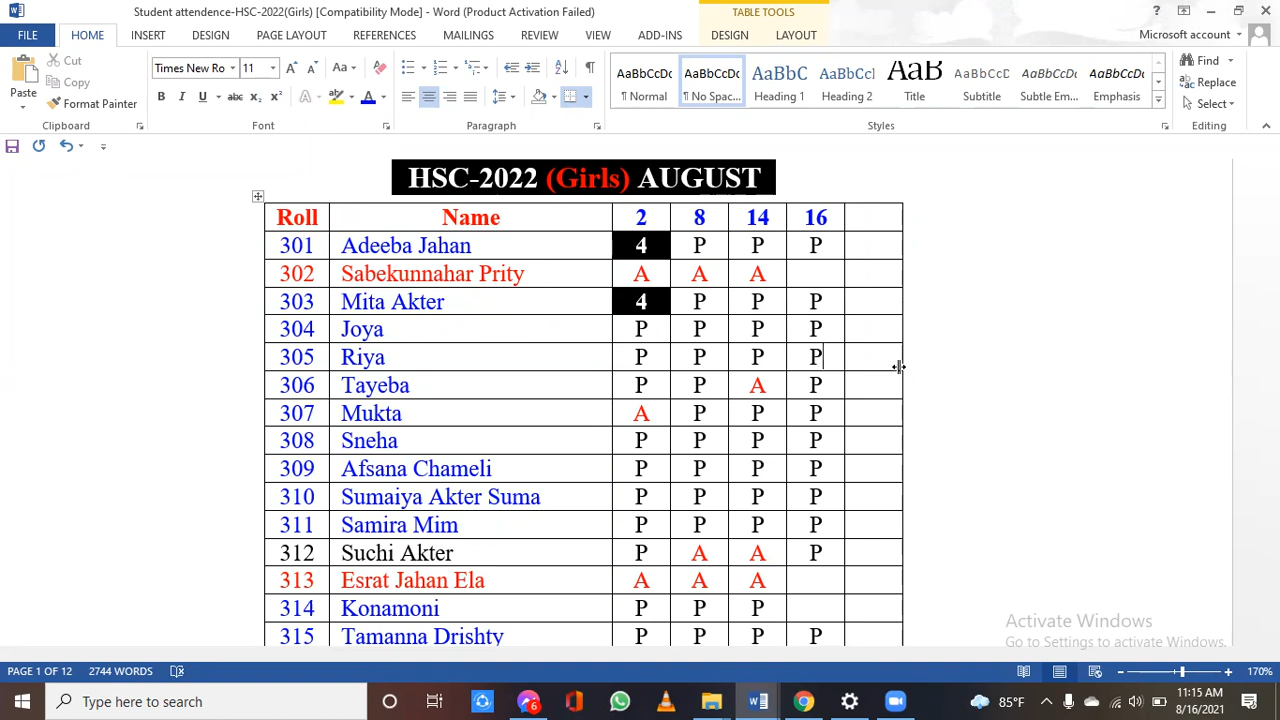 Student attendence-HSC-2022(Girls) [Compatibility Mode] - Word (Product Activation Failed)
TABLE TOOLS
?
FILE HOME INSERT DESIGN PAGE LAYOUT REFERENCES MAILINGS REVIEW VIEW ADD-INS DESIGN LAYOUT
Microsoft account
Paste
Cut
Copy
Format Painter
Clipboard
Times New Ro 11
Font
Paragraph
AaBbCcDc AaBbCcDc AaBbC AaBbCc AaB AaBbCcD AaBbCcDc AaBbCcDc
¶ Normal ¶ No Spac... Heading 1 Heading 2 Title Subtitle Subtle Em... Emphasis
Styles
Find
Replace
Select
Editing
HSC-2022 (Girls) AUGUST
Roll Name 2 8 14 16
301 Adeeba Jahan 4 P P P
302 Sabekunnahar Prity A A A
303 Mita Akter 4 P P P
304 Joya P P P P
305 Riya P P P P
306 Tayeba P P A P
307 Mukta A P P P
308 Sneha P P P P
309 Afsana Chameli P P P P
310 Sumaiya Akter Suma P P P P
311 Samira Mim P P P P
312 Suchi Akter P A A P
313 Esrat Jahan Ela A A A
314 Konamoni P P P
315 Tamanna Drishty P P P P
Activate Windows
Go to Settings to activate Windows.
PAGE 1 OF 12 2744 WORDS 170%
Type here to search
6
85°F
11:15 AM
8/16/2021